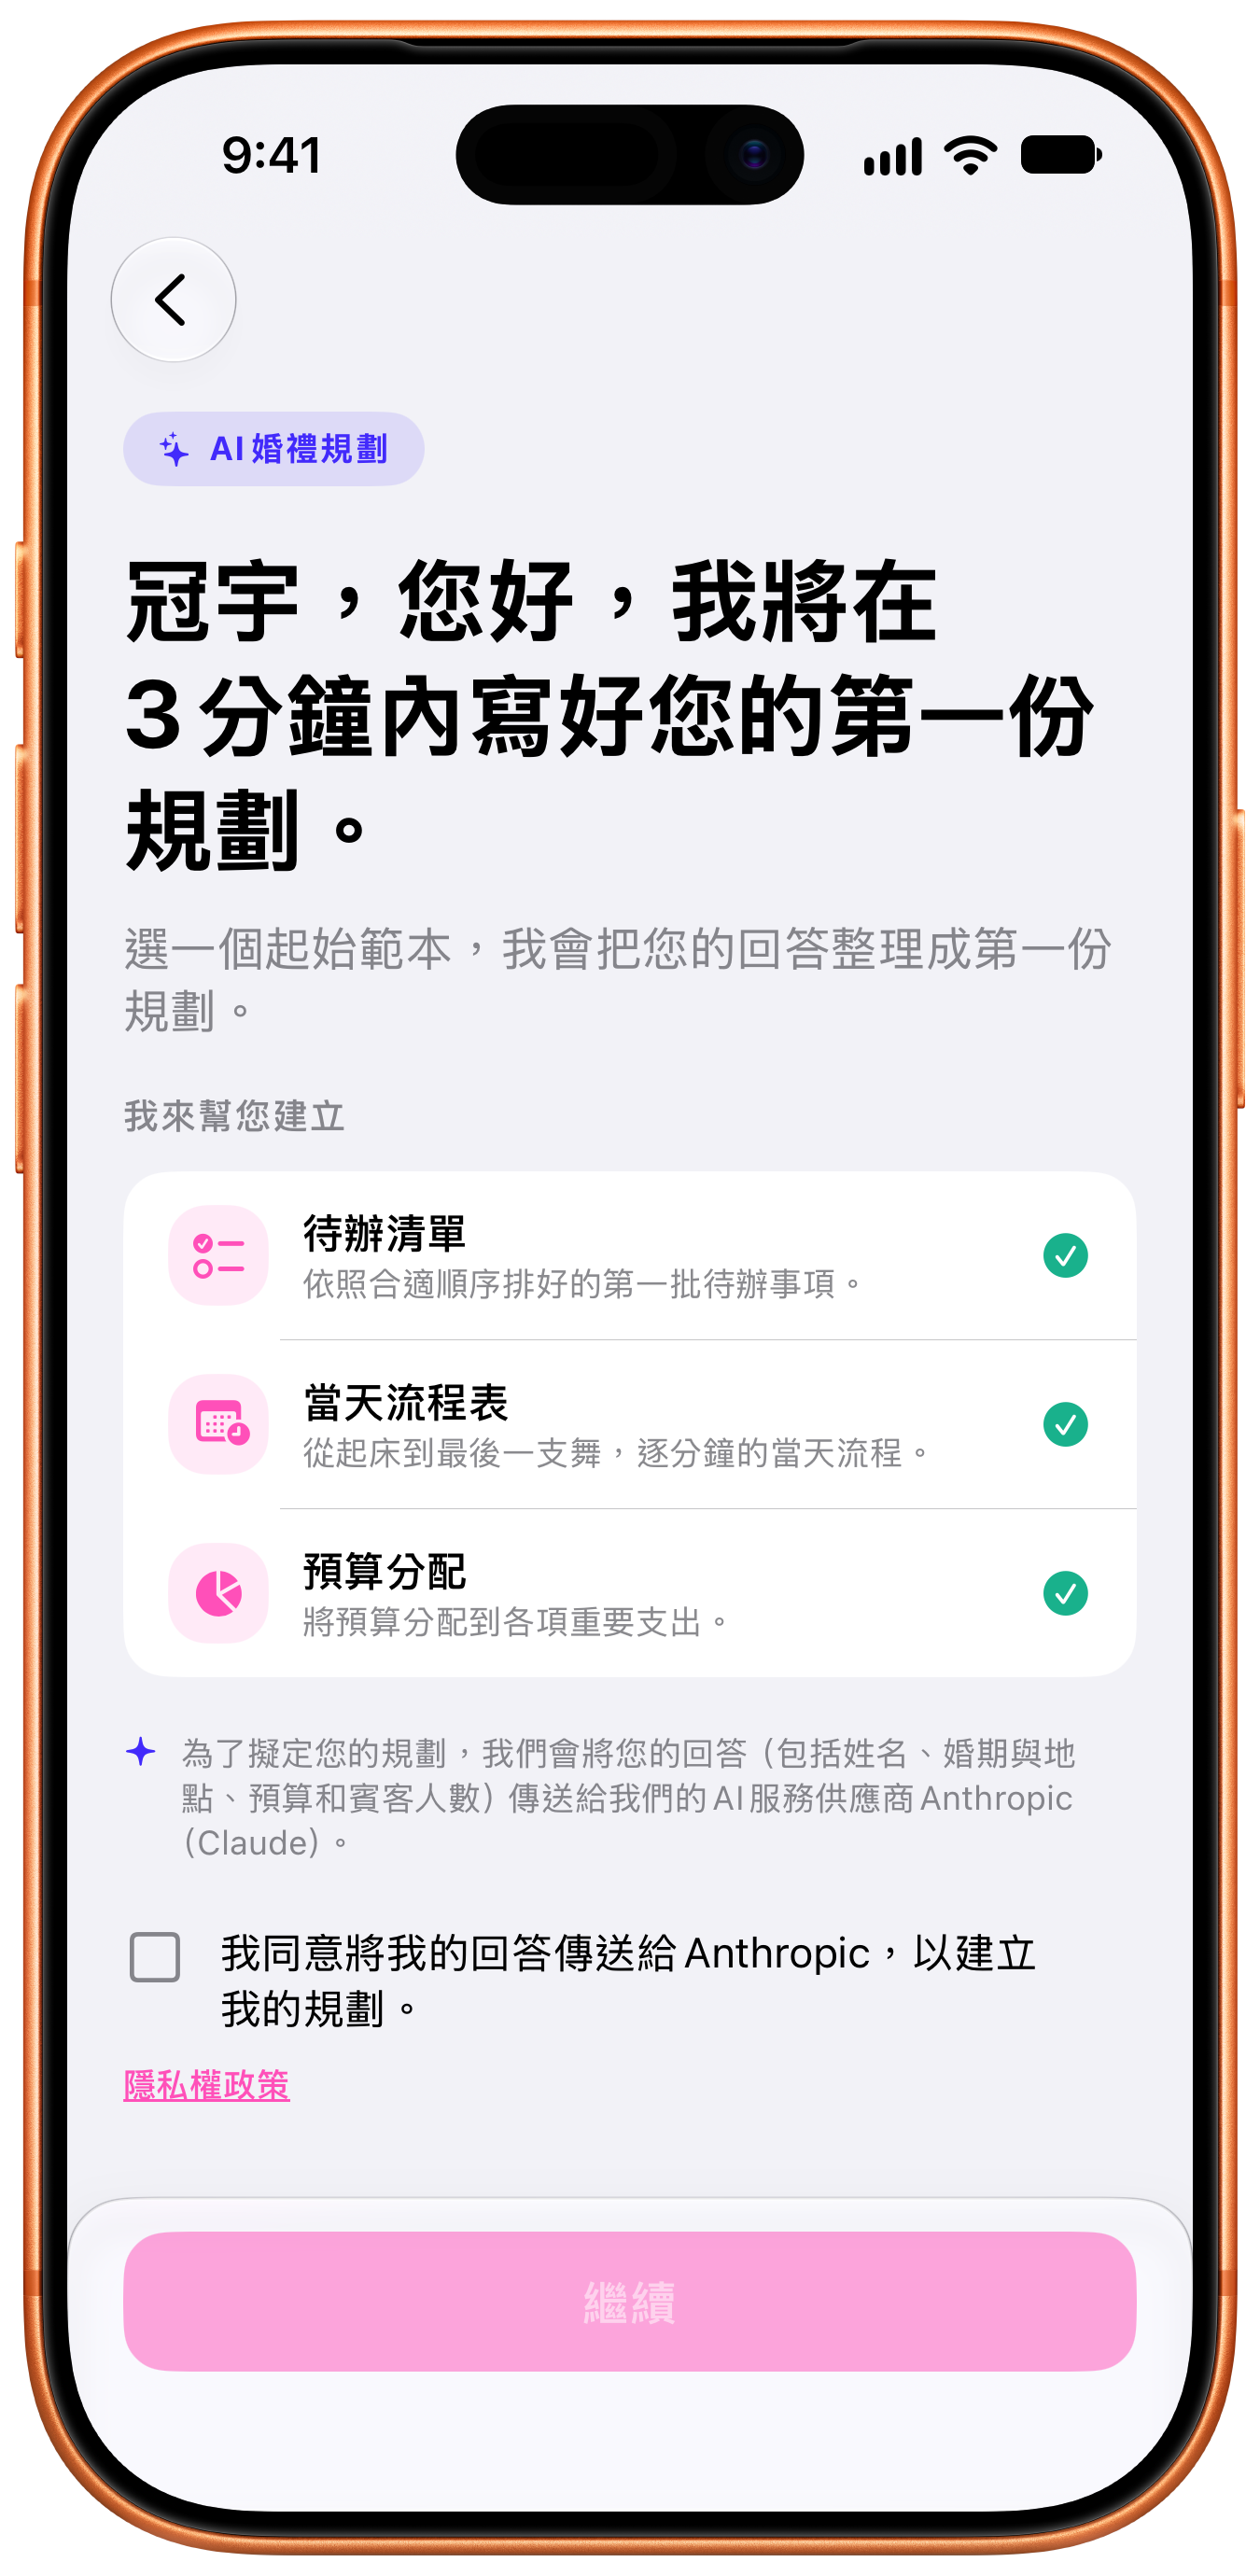 9:41
AI 婚禮規劃
冠宇，您好，我將在
3 分鐘內寫好您的第一份
規劃。
選一個起始範本，我會把您的回答整理成第一份
規劃。
我來幫您建立
待辦清單
依照合適順序排好的第一批待辦事項。
當天流程表
從起床到最後一支舞，逐分鐘的當天流程。
預算分配
將預算分配到各項重要支出。
為了擬定您的規劃，我們會將您的回答（包括姓名、婚期與地
點、預算和賓客人數）傳送給我們的 AI 服務供應商 Anthropic
(Claude)。
我同意將我的回答傳送給 Anthropic，以建立
我的規劃。
隱私權政策
繼續